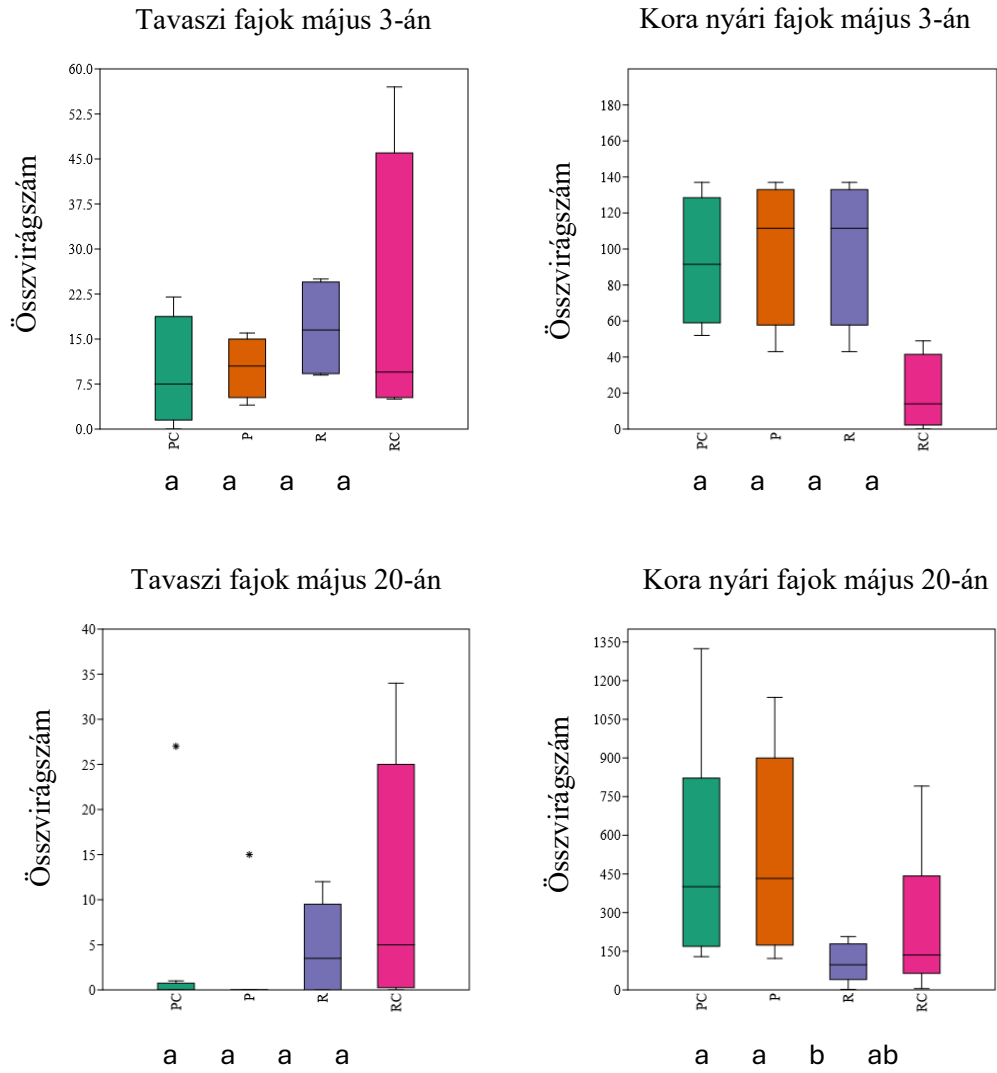 Tavaszi fajok május 3-án
Összvirágszám
60.0
52.5
45.0
37.5
30.0
22.5
15.0
7.5
0.0
PC P R RC
a a a a
Kora nyári fajok május 3-án
Összvirágszám
180
160
140
120
100
80
60
40
20
0
PC P R RC
a a a a
Tavaszi fajok május 20-án
Összvirágszám
40
35
30
25
20
15
10
5
0
PC P R RC
a a a a
Kora nyári fajok május 20-án
Összvirágszám
1350
1200
1050
900
750
600
450
300
150
0
PC P R RC
a a b ab